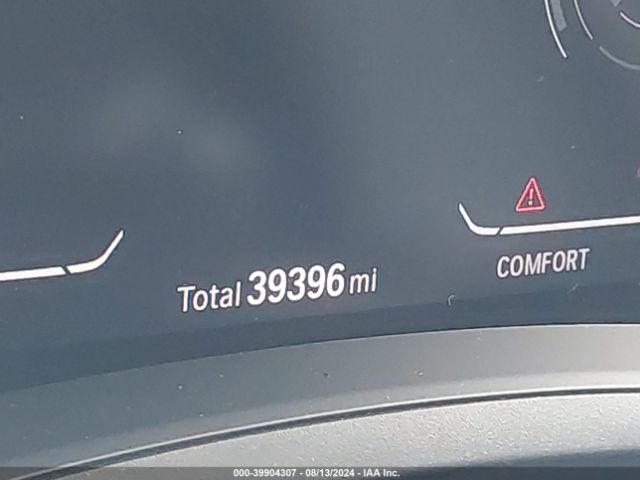 COMFORT
Total 39396 mi
000-39904307 - 08/13/2024 - IAA Inc.